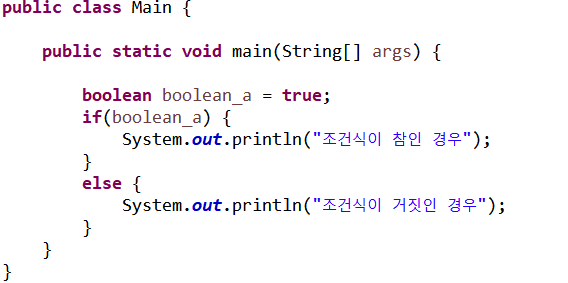 public class Main {
public static void main(String[] args) {
boolean boolean_a = true;
if(boolean_a) {
System.out.println("조건식이 참인 경우");
}
else {
System.out.println("조건식이 거짓인 경우");
}
}
}